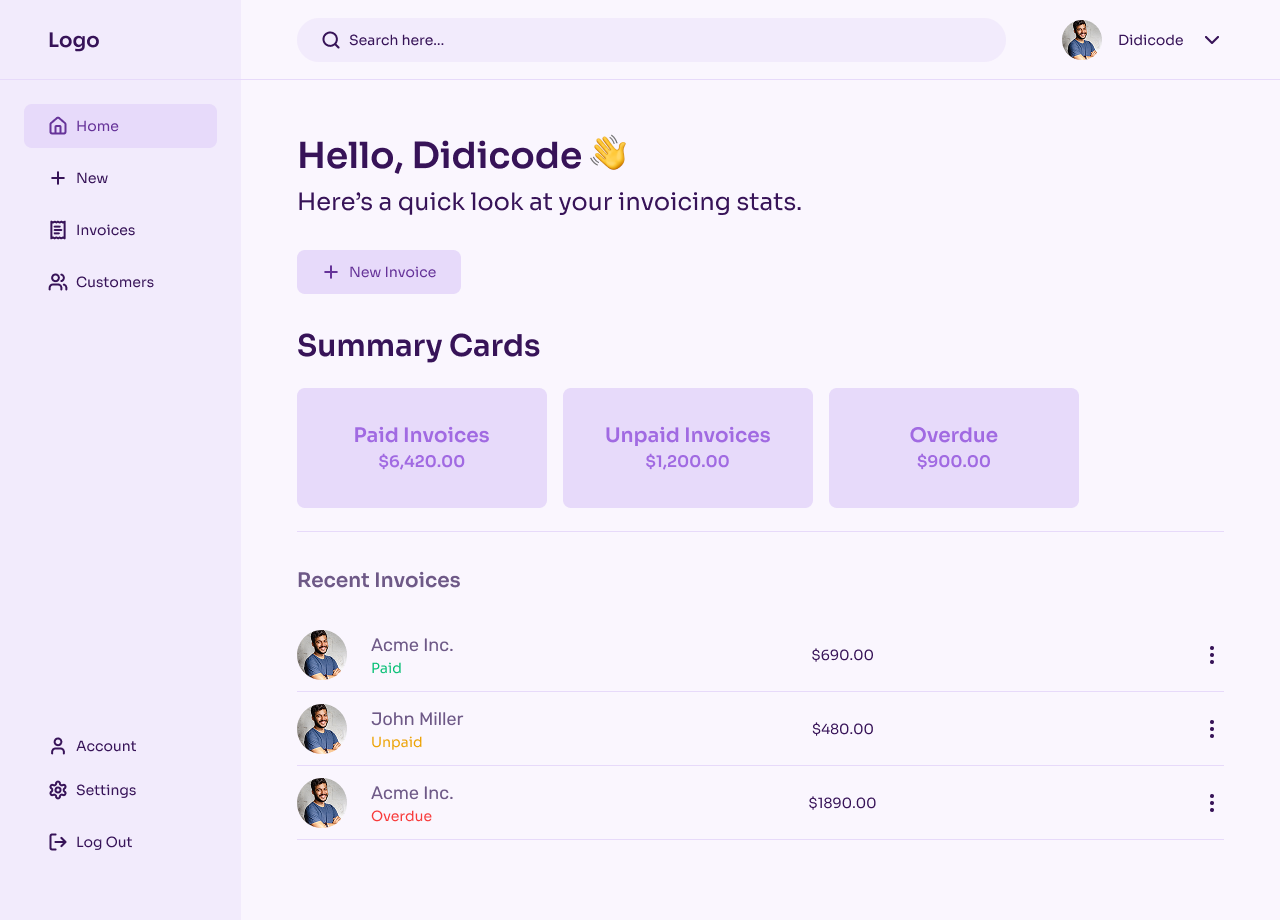 Logo
Search here...
Didicode
Home
New
Invoices
Customers
Account
Settings
Log Out
Hello, Didicode 👋
Here’s a quick look at your invoicing stats.
New Invoice
Summary Cards
Paid Invoices
$6,420.00
Unpaid Invoices
$1,200.00
Overdue
$900.00
Recent Invoices
Acme Inc.
Paid
$690.00
John Miller
Unpaid
$480.00
Acme Inc.
Overdue
$1890.00